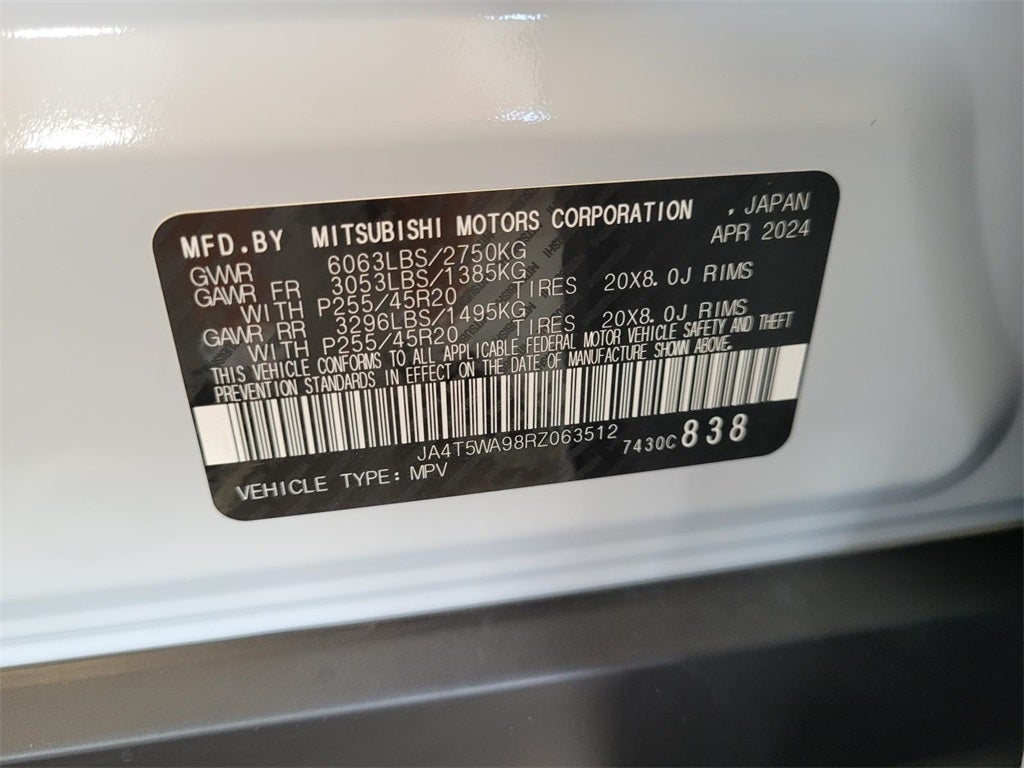 MFD.BY MITSUBISHI MOTORS CORPORATION , JAPAN
APR 2024
GVWR 6063LBS/2750KG
GAWR FR 3053LBS/1385KG
WITH P255/45R20 TIRES 20X8.0J RIMS
GAWR RR 3296LBS/1495KG
WITH P255/45R20 TIRES 20X8.0J RIMS
THIS VEHICLE CONFORMS TO ALL APPLICABLE FEDERAL MOTOR VEHICLE SAFETY AND THEFT
PREVENTION STANDARDS IN EFFECT ON THE DATE OF MANUFACTURE SHOWN ABOVE.
JA4T5WA98RZ063512 7430C838
VEHICLE TYPE:MPV